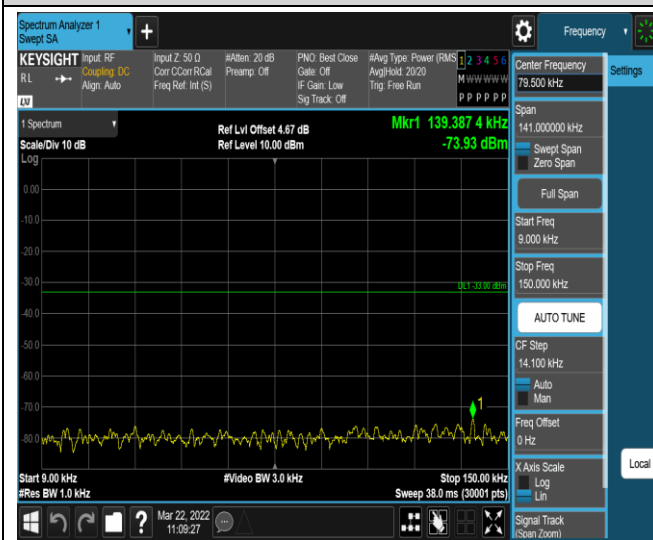 Spectrum Analyzer 1
Swept SA
+
Frequency
KEYSIGHT
RL
LXI
Input: RF
Coupling: DC
Align: Auto
Input Z: 50 Ω
Corr CCorr RCal
Freq Ref: Int (S)
#Atten: 20 dB
Preamp: Off
PNO: Best Close
Gate: Off
IF Gain: Low
Sig Track: Off
#Avg Type: Power (RMS
Avg|Hold: 20/20
Trig: Free Run
1 2 3 4 5 6
M W W W W W
P P P P P P
1 Spectrum
Scale/Div 10 dB
Log
Ref Lvl Offset 4.67 dB
Ref Level 10.00 dBm
Mkr1 139.387 4 kHz
-73.93 dBm
0.00
-10.0
-20.0
-30.0
DL1 -33.00 dBm
-40.0
-50.0
-60.0
-70.0
1
-80.0
Start 9.00 kHz
#Res BW 1.0 kHz
#Video BW 3.0 kHz
Stop 150.00 kHz
Sweep 38.0 ms (30001 pts)
Center Frequency
79.500 kHz
Span
141.000000 kHz
Swept Span
Zero Span
Full Span
Start Freq
9.000 kHz
Stop Freq
150.000 kHz
AUTO TUNE
CF Step
14.100 kHz
Auto
Man
Freq Offset
0 Hz
X Axis Scale
Log
Lin
Signal Track
(Span Zoom)
Settings
Local
?
Mar 22, 2022
11:09:27